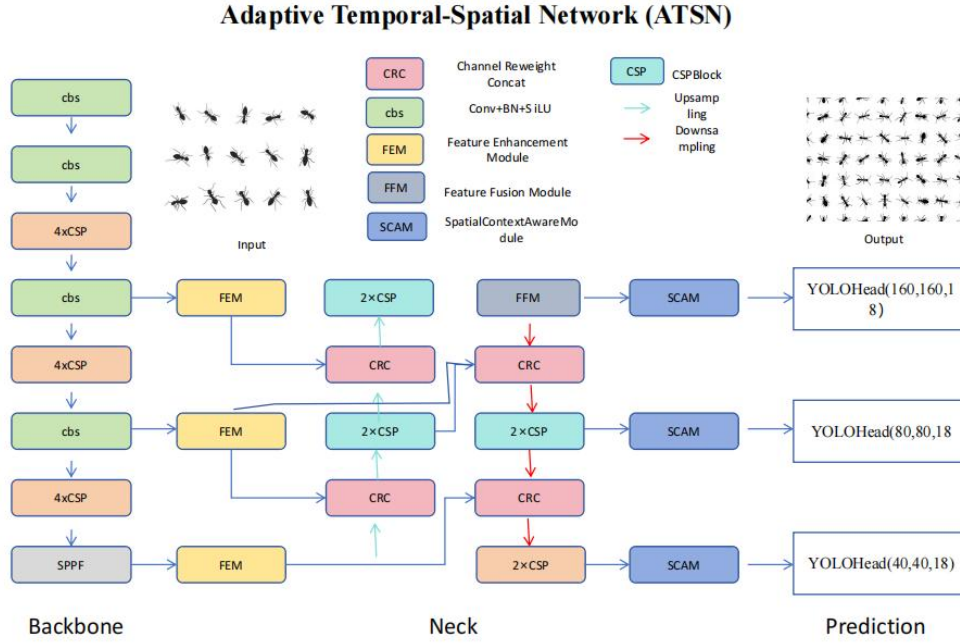 Adaptive Temporal-Spatial Network (ATSN)
cbs
cbs
4xCSP
cbs
4xCSP
cbs
4xCSP
SPPF
Input
CRC
Channel Reweight
Concat
cbs
Conv+BN+SiLU
FEM
Feature Enhancement
Module
FFM
Feature Fusion Module
SCAM
SpatialContextAwareMo
dule
CSP
CSPBlock
Upsamp
ling
Downsa
mpling
Output
FEM
2×CSP
FFM
SCAM
YOLOHead(160,160,1
8)
CRC
CRC
FEM
2×CSP
2×CSP
SCAM
YOLOHead(80,80,18
CRC
CRC
FEM
2×CSP
SCAM
YOLOHead(40,40,18)
Backbone
Neck
Prediction